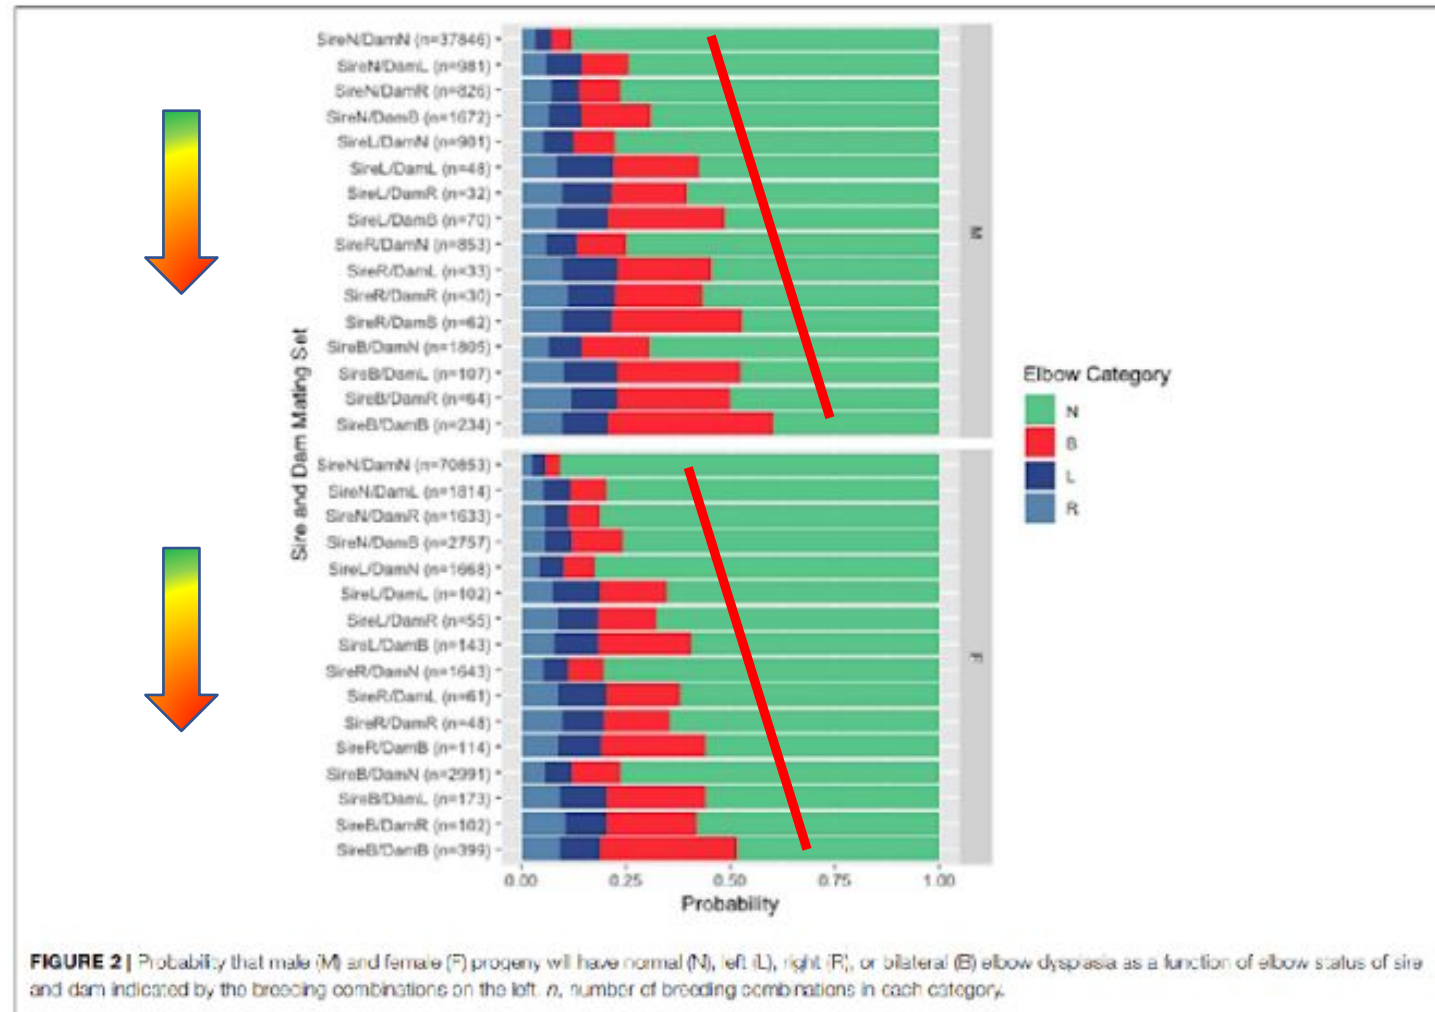 SireN/DamN (n=37846)
SireN/DamL (n=981)
SireN/DamR (n=826)
SireN/DamB (n=1672)
SireL/DamN (n=901)
SireL/DamL (n=48)
SireL/DamR (n=32)
SireL/DamB (n=70)
SireR/DamN (n=853)
SireR/DamL (n=33)
SireR/DamR (n=30)
SireR/DamB (n=62)
SireB/DamN (n=1805)
SireB/DamL (n=107)
SireB/DamR (n=64)
SireB/DamB (n=234)
M
Sire and Dam Mating Set
SireN/DamN (n=70853)
SireN/DamL (n=1814)
SireN/DamR (n=1633)
SireN/DamB (n=2757)
SireL/DamN (n=1668)
SireL/DamL (n=102)
SireL/DamR (n=55)
SireL/DamB (n=143)
SireR/DamN (n=1643)
SireR/DamL (n=61)
SireR/DamR (n=48)
SireR/DamB (n=114)
SireB/DamN (n=2991)
SireB/DamL (n=173)
SireB/DamR (n=102)
SireB/DamB (n=399)
F
0.00 0.25 0.50 0.75 1.00
Probability
Elbow Category
N
B
L
R
FIGURE 2 | Probability that male (M) and female (F) progeny will have normal (N), left (L), right (R), or bilateral (B) elbow dysplasia as a function of elbow status of sire
and dam indicated by the breeding combinations on the left. n, number of breeding combinations in each category.